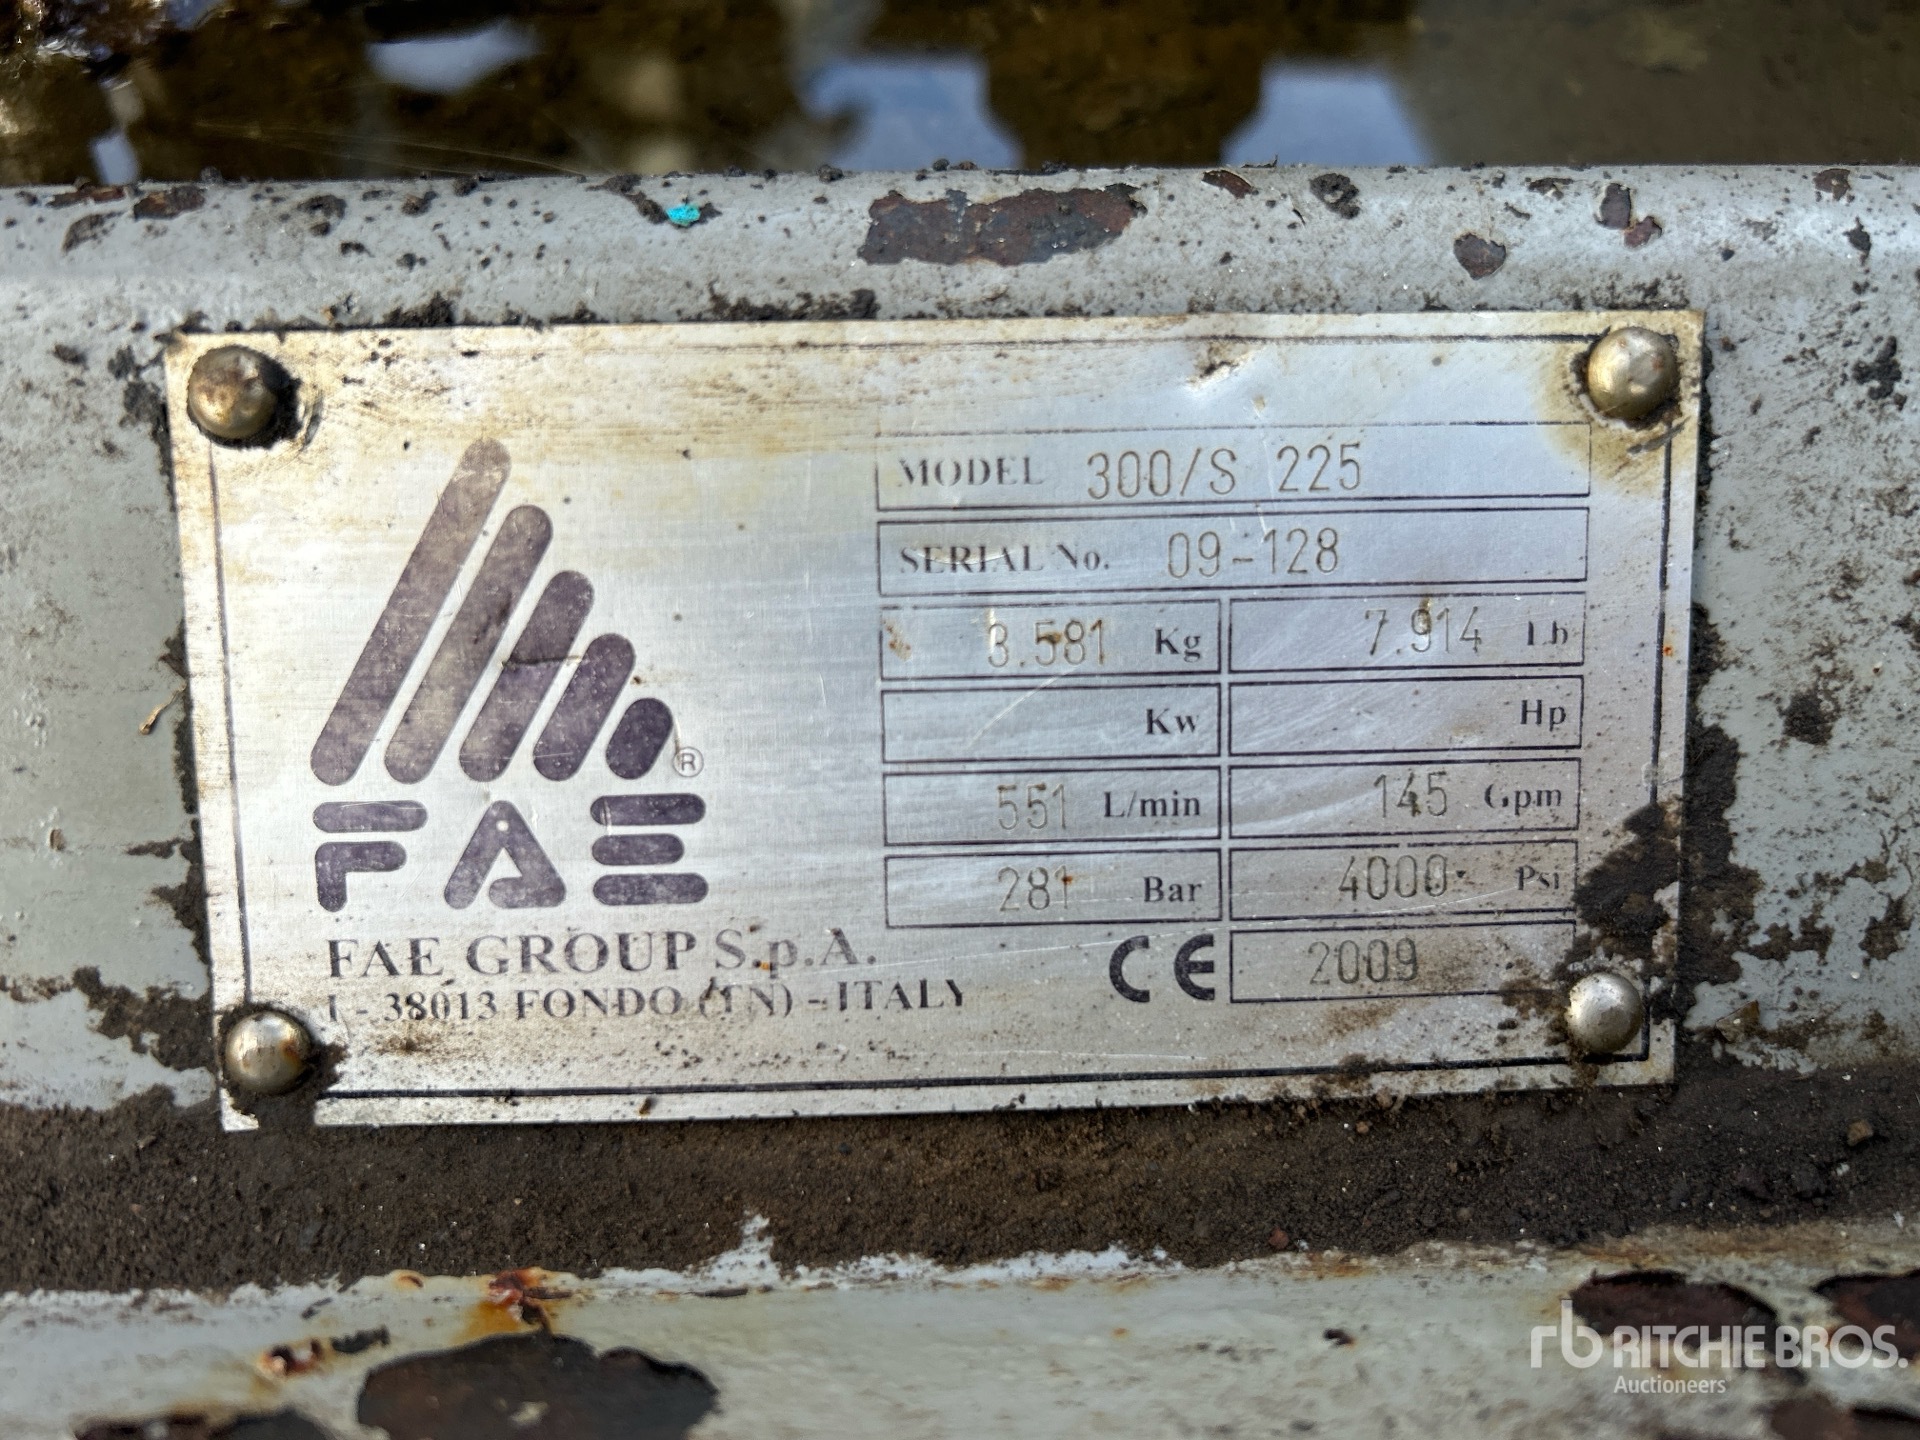 MODEL 300/S 225
SERIAL No. 09-128
3.581 Kg 7.914 Lb
Kw Hp
551 L/min 145 Gpm
281 Bar 4000 Psi
CE 2009
®
FAE
FAE GROUP S.p.A.
I - 38013 FONDO (TN) - ITALY
rb RITCHIE BROS.
Auctioneers